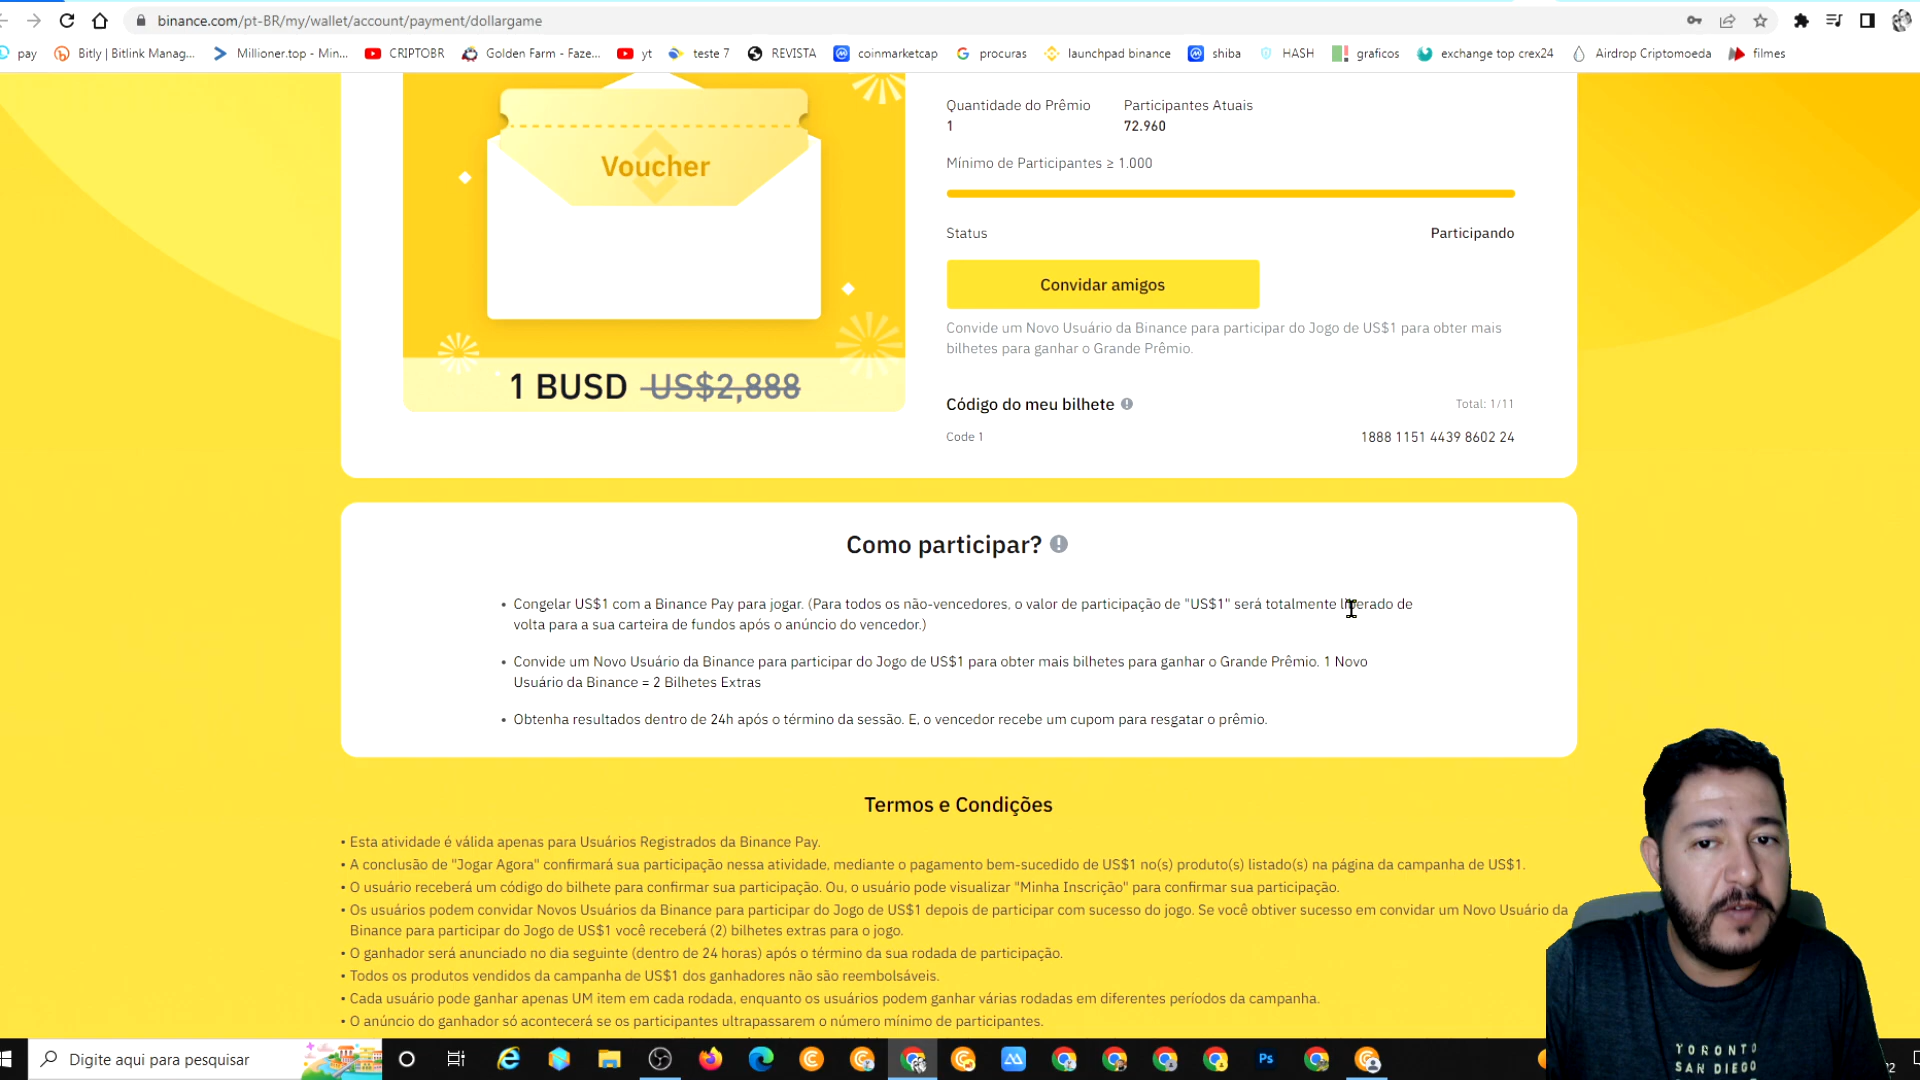 binance.com/pt-BR/my/wallet/account/payment/dollargame
pay
Bitly | Bitlink Manag...
Millioner.top - Min...
CRIPTOBR
Golden Farm - Faze...
yt
teste 7
REVISTA
coinmarketcap
procuras
launchpad binance
shiba
HASH
graficos
exchange top crex24
Airdrop Criptomoeda
filmes
Voucher
1 BUSD US$2,888
Quantidade do Prêmio
Participantes Atuais
1
72.960
Mínimo de Participantes ≥ 1.000
Status
Participando
Convidar amigos
Convide um Novo Usuário da Binance para participar do Jogo de US$1 para obter mais
bilhetes para ganhar o Grande Prêmio.
Código do meu bilhete
Total: 1/11
Code 1
1888 1151 4439 8602 24
Como participar?
• Congelar US$1 com a Binance Pay para jogar. (Para todos os não-vencedores, o valor de participação de "US$1" será totalmente liberado de
volta para a sua carteira de fundos após o anúncio do vencedor.)
• Convide um Novo Usuário da Binance para participar do Jogo de US$1 para obter mais bilhetes para ganhar o Grande Prêmio. 1 Novo
Usuário da Binance = 2 Bilhetes Extras
• Obtenha resultados dentro de 24h após o término da sessão. E, o vencedor recebe um cupom para resgatar o prêmio.
Termos e Condições
• Esta atividade é válida apenas para Usuários Registrados da Binance Pay.
• A conclusão de "Jogar Agora" confirmará sua participação nessa atividade, mediante o pagamento bem-sucedido de US$1 no(s) produto(s) listado(s) na página da campanha de US$1.
• O usuário receberá um código do bilhete para confirmar sua participação. Ou, o usuário pode visualizar "Minha Inscrição" para confirmar sua participação.
• Os usuários podem convidar Novos Usuários da Binance para participar do Jogo de US$1 depois de participar com sucesso do jogo. Se você obtiver sucesso em convidar um Novo Usuário da
Binance para participar do Jogo de US$1 você receberá (2) bilhetes extras para o jogo.
• O ganhador será anunciado no dia seguinte (dentro de 24 horas) após o término da sua rodada de participação.
• Todos os produtos vendidos da campanha de US$1 dos ganhadores não são reembolsáveis.
• Cada usuário pode ganhar apenas UM item em cada rodada, enquanto os usuários podem ganhar várias rodadas em diferentes períodos da campanha.
• O anúncio do ganhador só acontecerá se os participantes ultrapassarem o número mínimo de participantes.
TORONTO
SAN DIEGO
Digite aqui para pesquisar
Ps